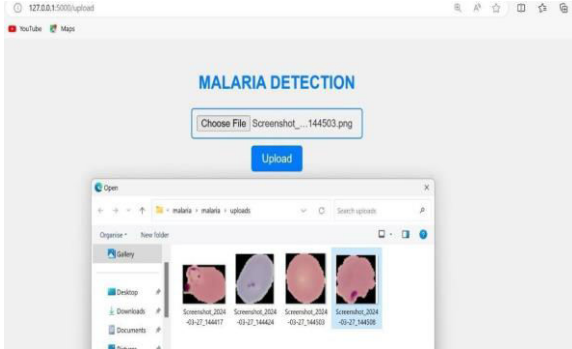 127.0.0.1:5000/upload
YouTube Maps
MALARIA DETECTION
Choose File Screenshot_...144503.png
Upload
Open
malaria › malaria › uploads
Search uploads
Organise New folder
Gallery
Desktop
Downloads
Documents
Pictures
Screenshot_2024
-03-27_144417
Screenshot_2024
-03-27_144424
Screenshot_2024
-03-27_144503
Screenshot_2024
-03-27_144508